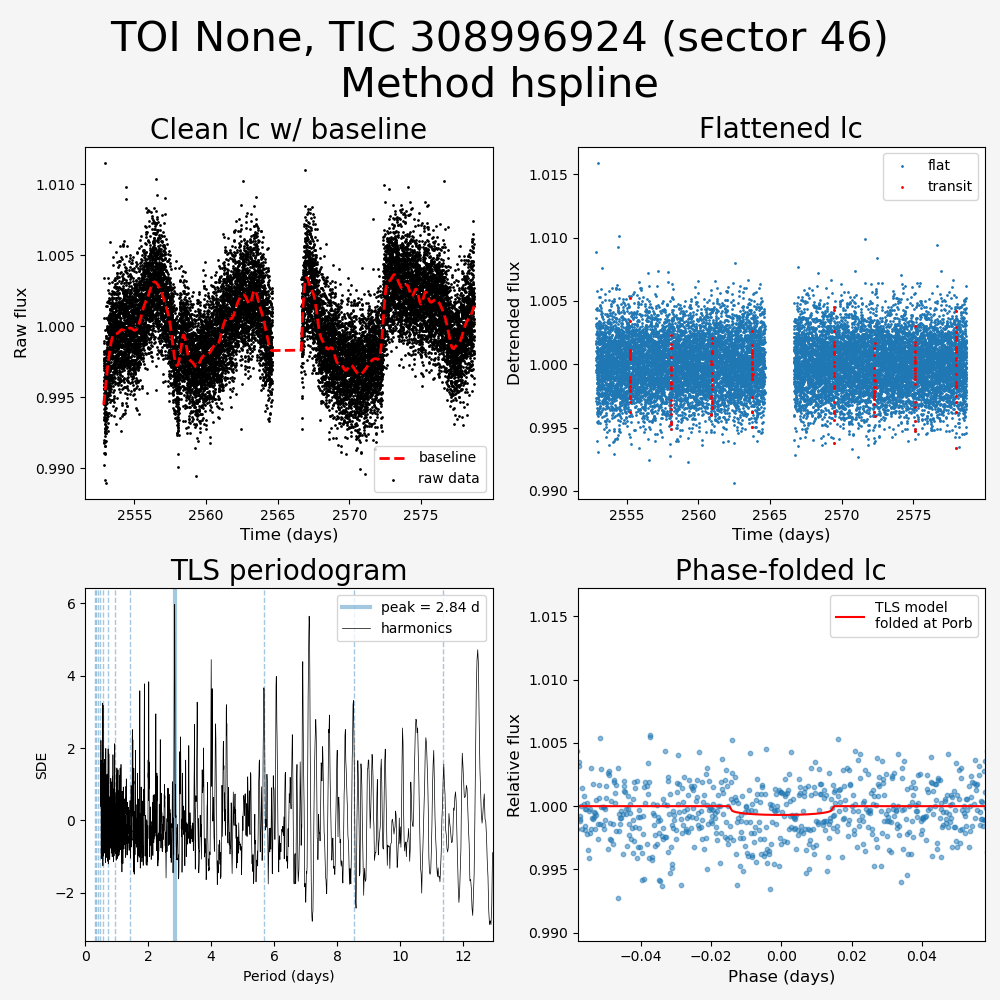 TOI None, TIC 308996924 (sector 46)
Method hspline
Clean lc w/ baseline
Raw flux
1.010
1.005
1.000
0.995
0.990
baseline
raw data
2555
2560
2565
2570
2575
Time (days)
Flattened lc
Detrended flux
1.015
1.010
1.005
1.000
0.995
0.990
flat
transit
2555
2560
2565
2570
2575
Time (days)
TLS periodogram
SDE
6
4
2
0
−2
peak = 2.84 d
harmonics
0
2
4
6
8
10
12
Period (days)
Phase-folded lc
Relative flux
1.015
1.010
1.005
1.000
0.995
0.990
TLS model
folded at Porb
−0.04
−0.02
0.00
0.02
0.04
Phase (days)